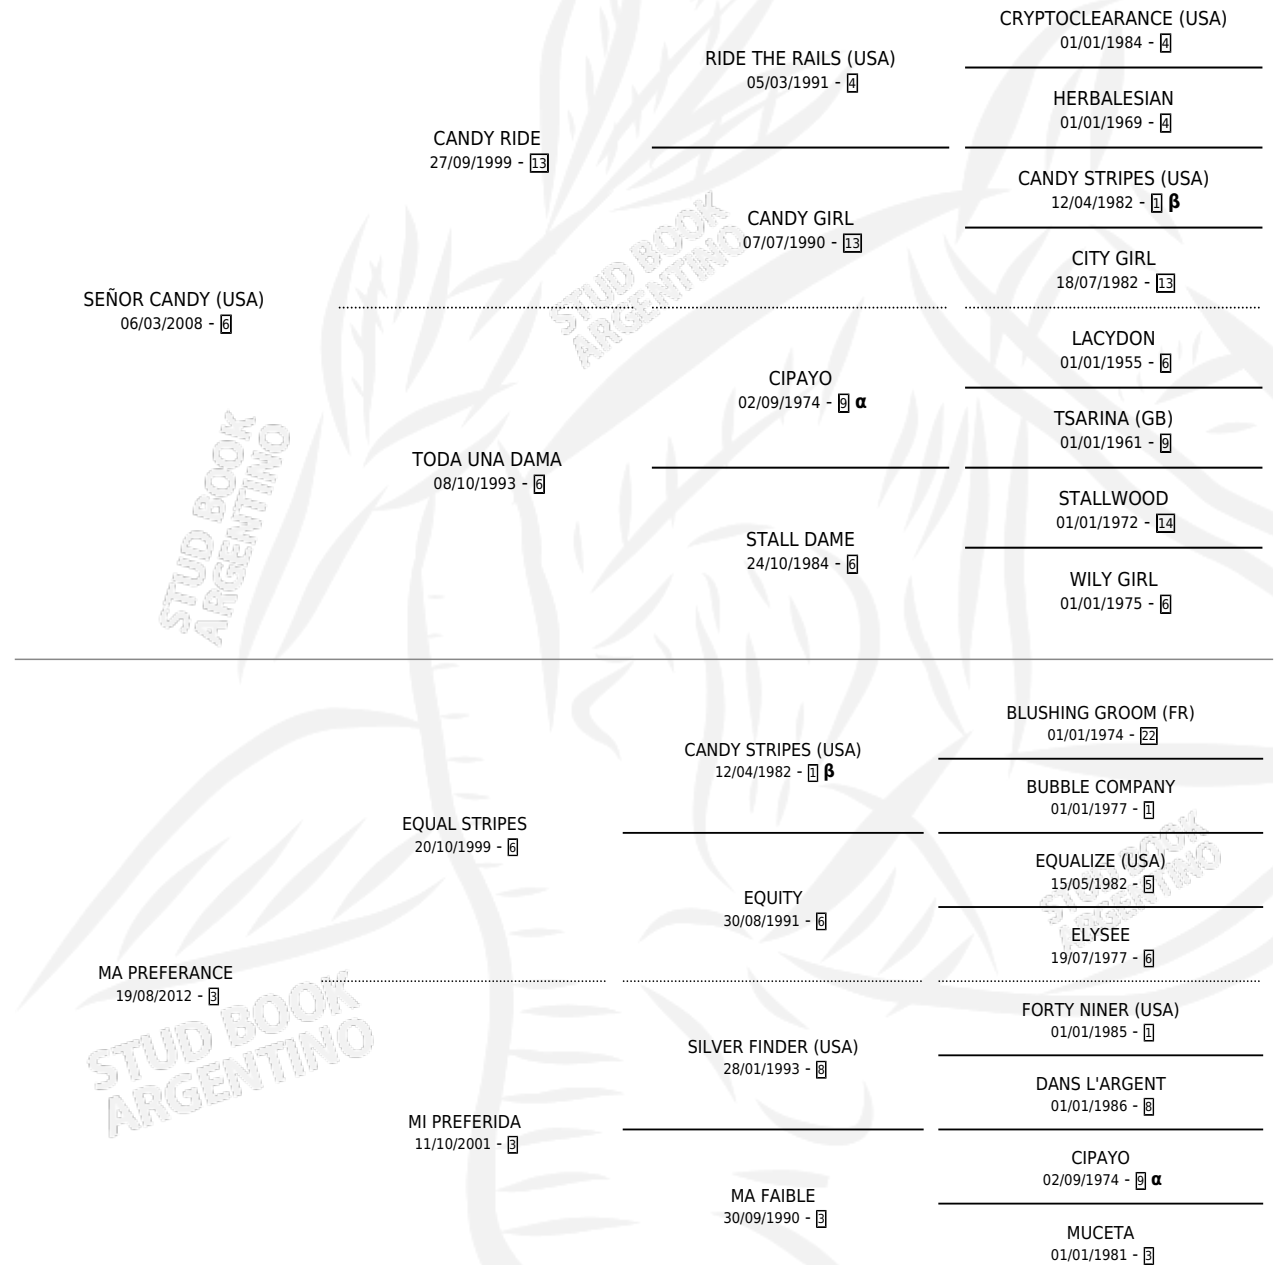 CRYPTOCLEARANCE (USA)
01/01/1984 - 4
RIDE THE RAILS (USA)
05/03/1991 - 4
HERBALESIAN
01/01/1969 - 4
CANDY RIDE
27/09/1999 - 13
CANDY STRIPES (USA)
12/04/1982 - 1 β
CANDY GIRL
07/07/1990 - 13
CITY GIRL
18/07/1982 - 13
SEÑOR CANDY (USA)
06/03/2008 - 6
LACYDON
01/01/1955 - 6
CIPAYO
02/09/1974 - 9 α
TSARINA (GB)
01/01/1961 - 9
TODA UNA DAMA
08/10/1993 - 6
STALLWOOD
01/01/1972 - 14
STALL DAME
24/10/1984 - 6
WILY GIRL
01/01/1975 - 6
BLUSHING GROOM (FR)
01/01/1974 - 22
CANDY STRIPES (USA)
12/04/1982 - 1 β
BUBBLE COMPANY
01/01/1977 - 1
EQUAL STRIPES
20/10/1999 - 6
EQUALIZE (USA)
15/05/1982 - 5
EQUITY
30/08/1991 - 6
ELYSEE
19/07/1977 - 6
MA PREFERANCE
19/08/2012 - 3
FORTY NINER (USA)
01/01/1985 - 1
SILVER FINDER (USA)
28/01/1993 - 8
DANS L'ARGENT
01/01/1986 - 8
MI PREFERIDA
11/10/2001 - 3
CIPAYO
02/09/1974 - 9 α
MA FAIBLE
30/09/1990 - 3
MUCETA
01/01/1981 - 3
STUD BOOK
ARGENTINO
STUD BOOK
ARGENTINO
STUD BOOK
ARGENTINO
STUD BOOK
ARGENTINO